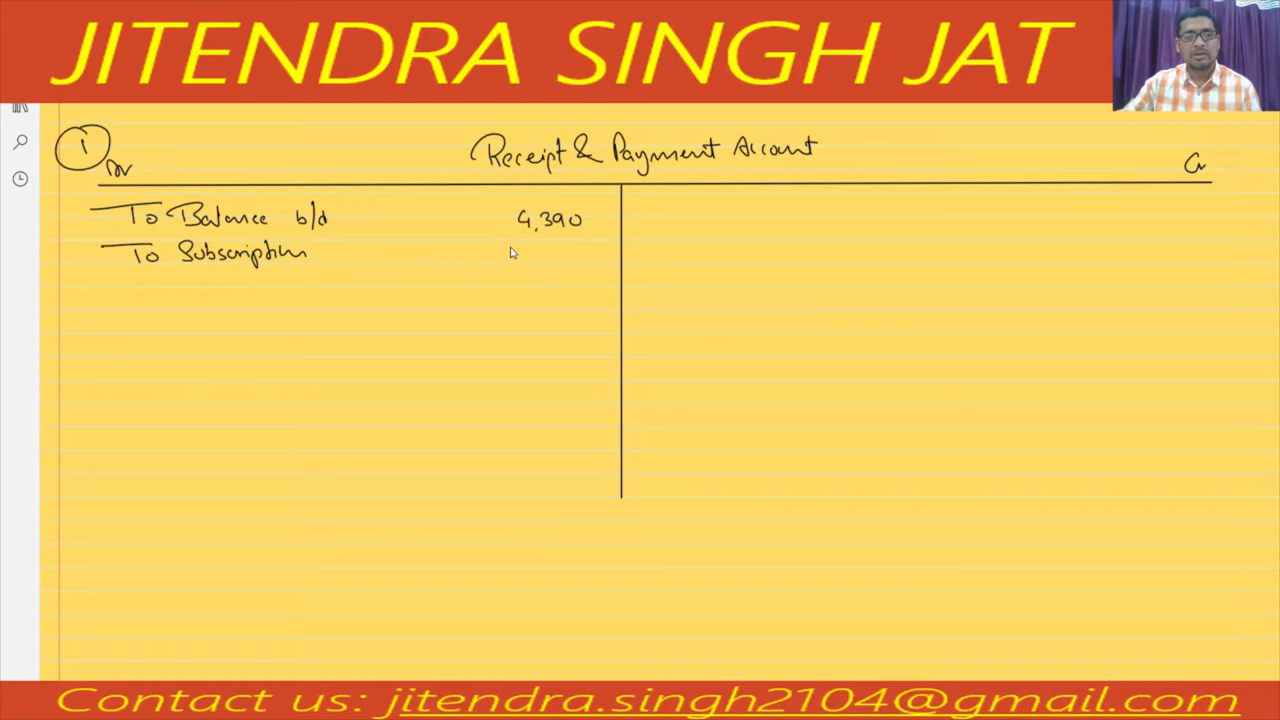 JITENDRA SINGH JAT
1
Dr Receipt & Payment Account Cr
To Balance b/d 4,390
To Subscription
Contact us: jitendra.singh2104@gmail.com